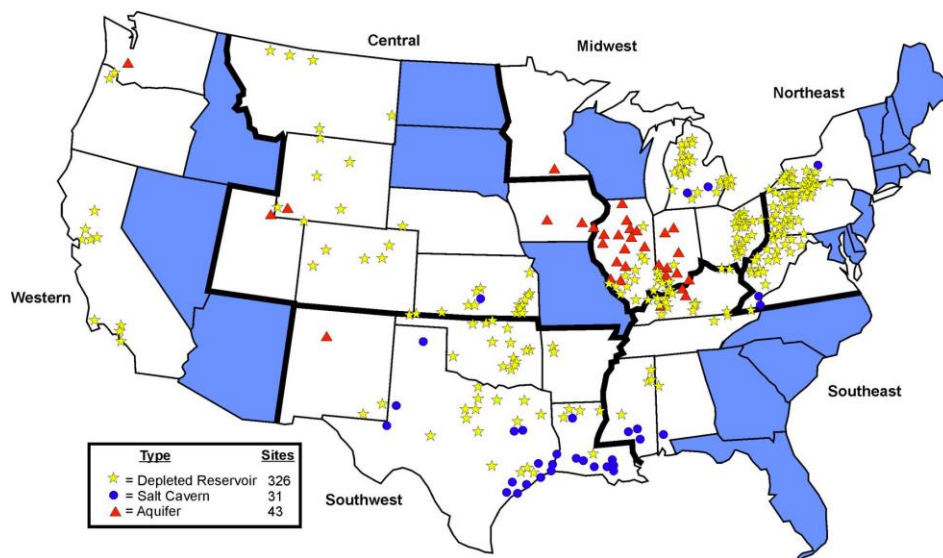 Central
Midwest
Northeast
Western
Southeast
Southwest
Type Sites
= Depleted Reservoir 326
= Salt Cavern 31
= Aquifer 43